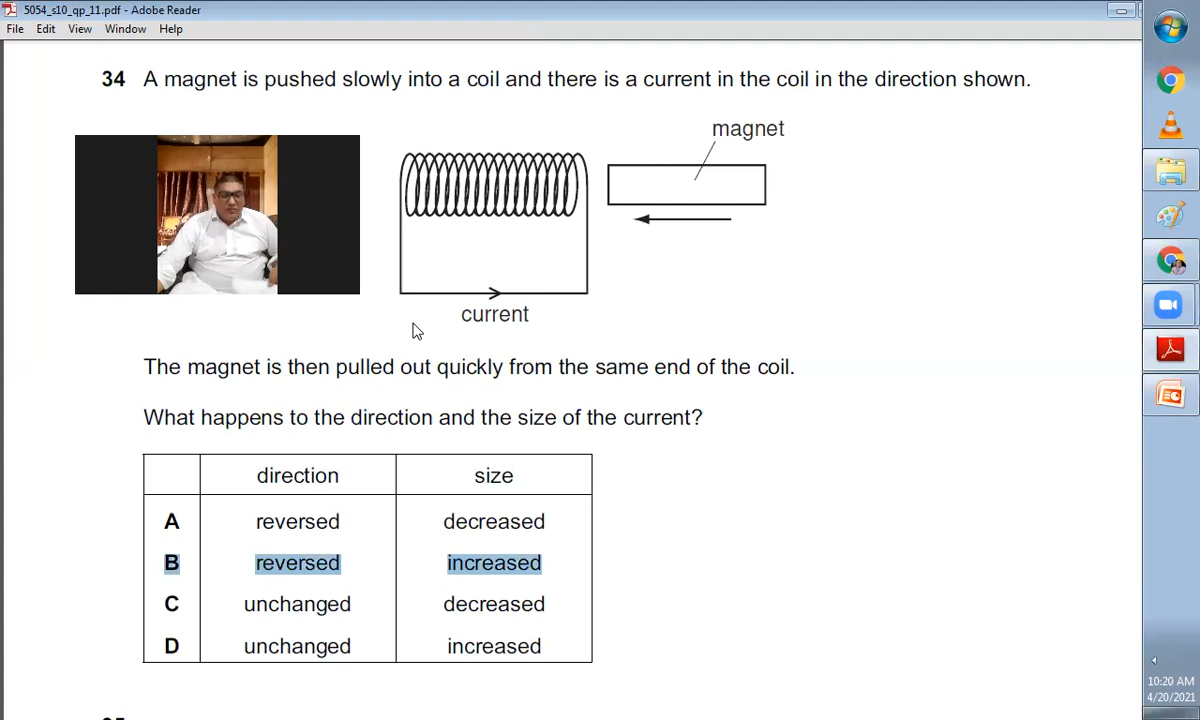 5054_s10_qp_11.pdf - Adobe Reader
File Edit View Window Help
34 A magnet is pushed slowly into a coil and there is a current in the coil in the direction shown.
magnet
current
The magnet is then pulled out quickly from the same end of the coil.
What happens to the direction and the size of the current?
direction size
A reversed decreased
B reversed increased
C unchanged decreased
D unchanged increased
10:20 AM
4/20/2021